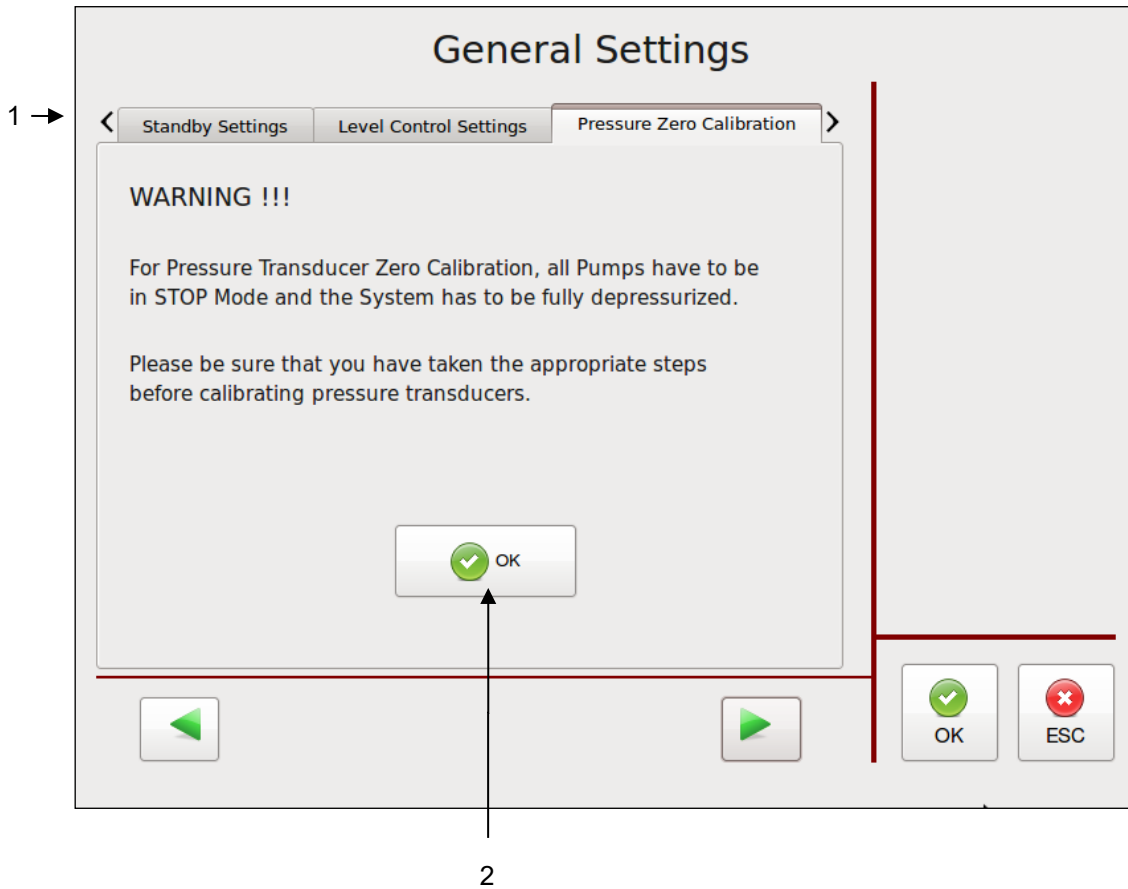 General Settings
1
Standby Settings Level Control Settings Pressure Zero Calibration
WARNING !!!
For Pressure Transducer Zero Calibration, all Pumps have to be
in STOP Mode and the System has to be fully depressurized.
Please be sure that you have taken the appropriate steps
before calibrating pressure transducers.
OK
OK ESC
2